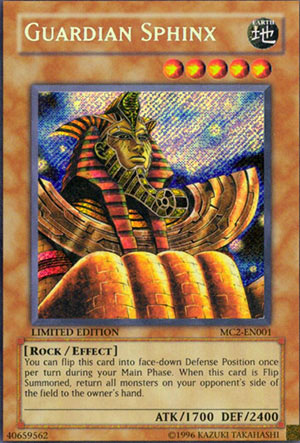 GUARDIAN SPHINX
EARTH
地
LIMITED EDITION
MC2-EN001
[ROCK / EFFECT]
You can flip this card into face-down Defense Position once
per turn during your Main Phase. When this card is Flip
Summoned, return all monsters on your opponent's side of
the field to the owner's hand.
ATK/1700 DEF/2400
40659562
©1996 KAZUKI TAKAHASHI